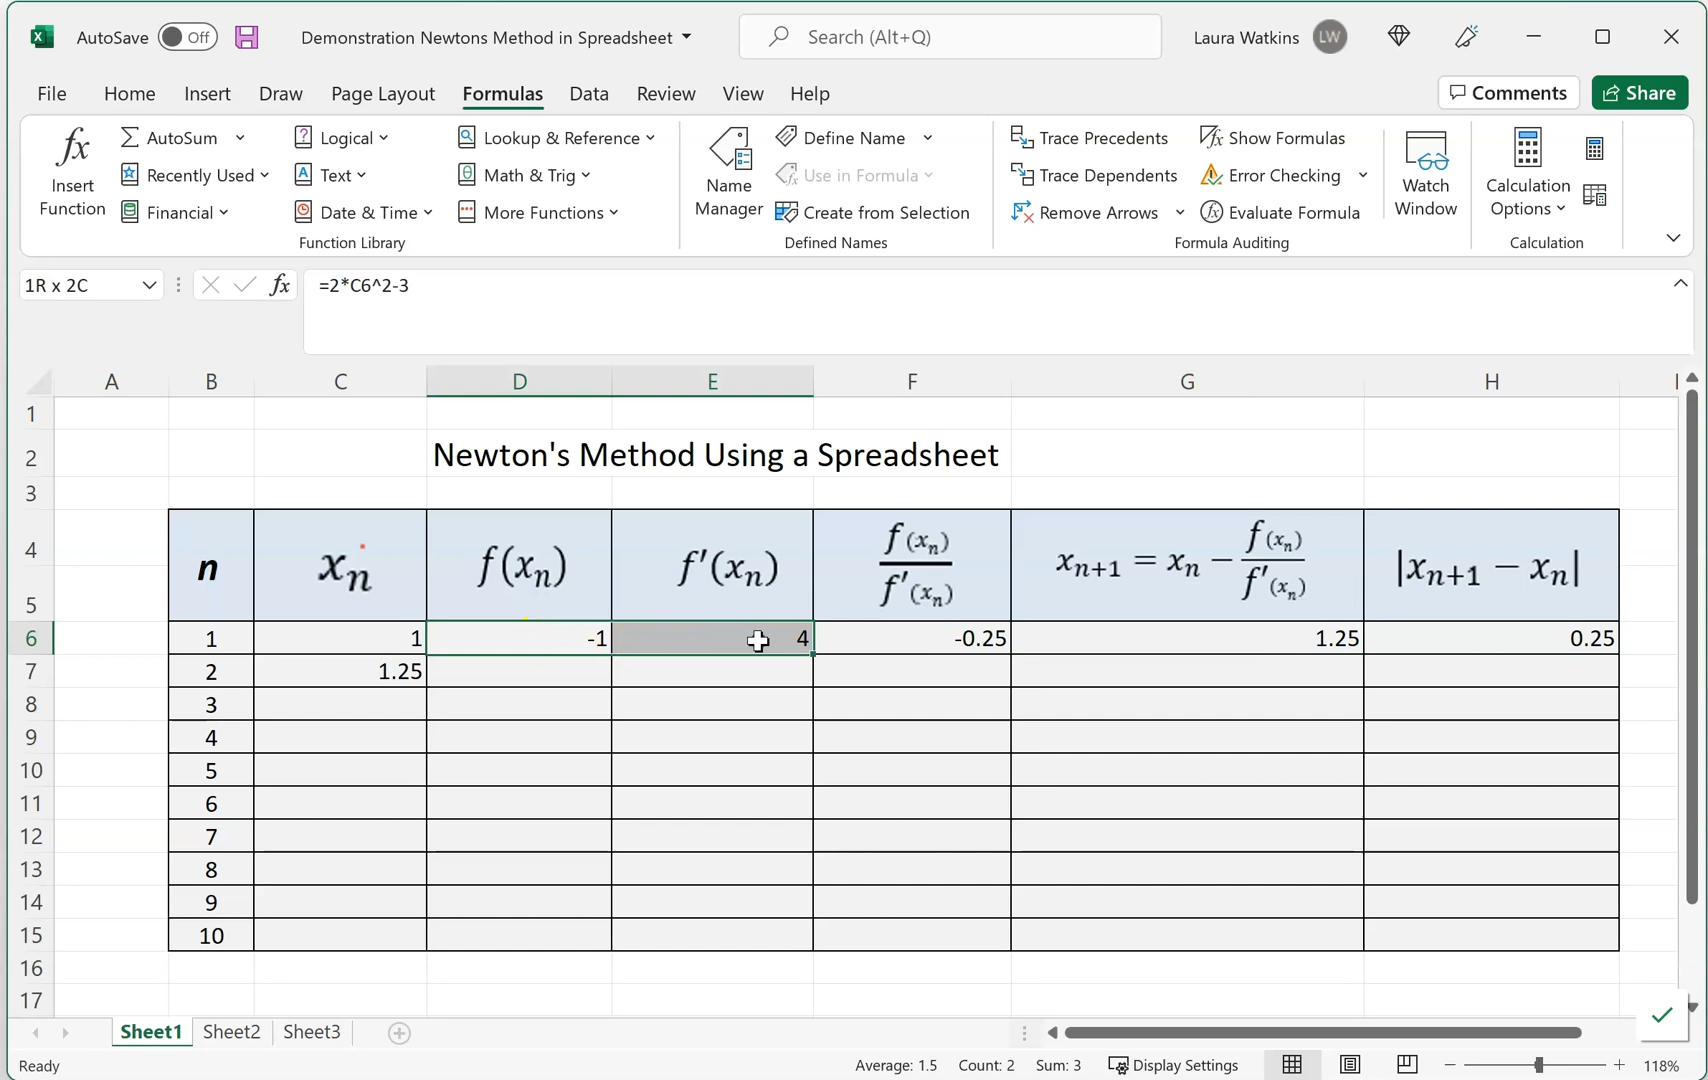 AutoSave Off Demonstration Newtons Method in Spreadsheet Search (Alt+Q) Laura Watkins LW
File Home Insert Draw Page Layout Formulas Data Review View Help Comments Share
fx Insert Function
AutoSum
Recently Used
Financial
Logical
Text
Date & Time
Lookup & Reference
Math & Trig
More Functions
Function Library
Name Manager
Define Name
Use in Formula
Create from Selection
Defined Names
Trace Precedents
Trace Dependents
Remove Arrows
Show Formulas
Error Checking
Evaluate Formula
Formula Auditing
Watch Window
Calculation Options
Calculation
1R x 2C fx =2*C6^2-3
A B C D E F G H I
1
2 Newton's Method Using a Spreadsheet
3
4
5
n xₙ f(xₙ) f'(xₙ) f(xₙ)/f'(xₙ) xₙ₊₁ = xₙ − f(xₙ)/f'(xₙ) |xₙ₊₁ − xₙ|
6 1 1 -1 4 -0.25 1.25 0.25
7 2 1.25
8 3
9 4
10 5
11 6
12 7
13 8
14 9
15 10
16
17
Sheet1 Sheet2 Sheet3
Ready Average: 1.5 Count: 2 Sum: 3 Display Settings 118%